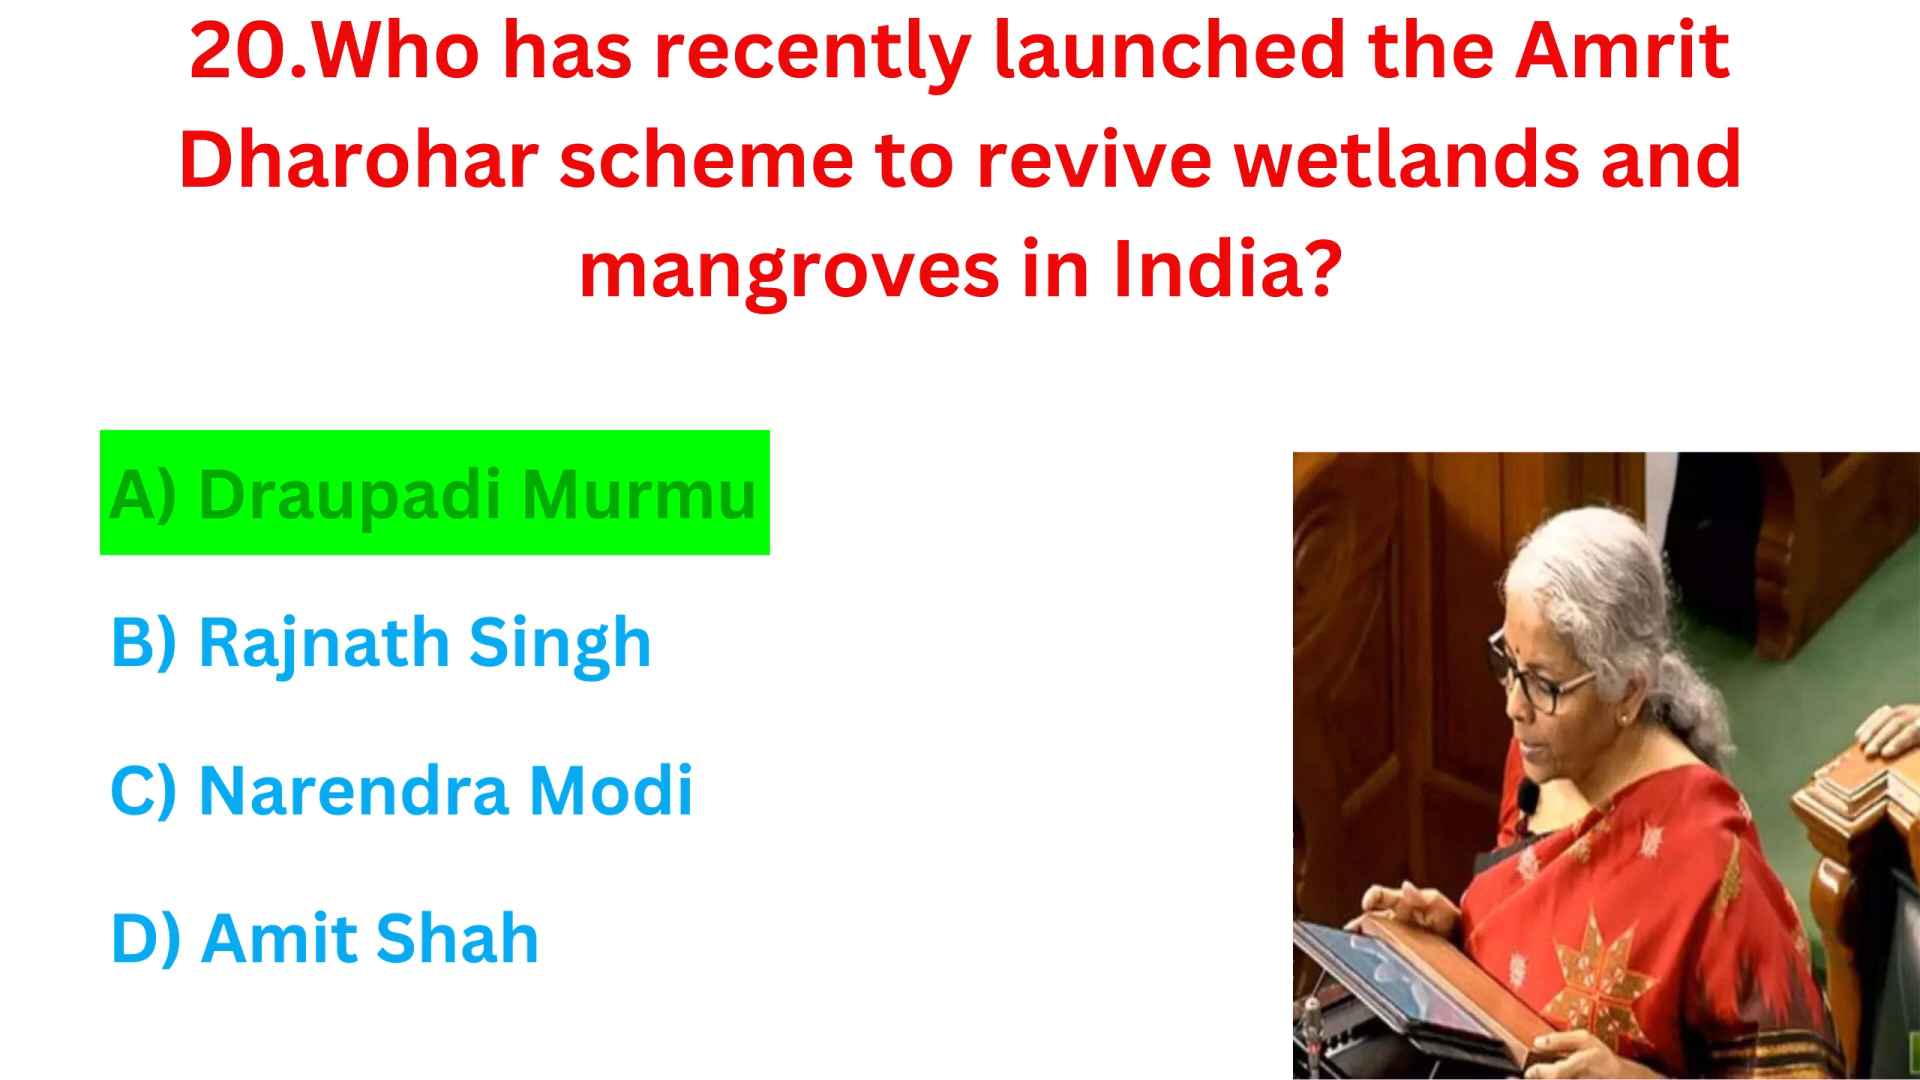 20.Who has recently launched the Amrit
Dharohar scheme to revive wetlands and
mangroves in India?
A) Draupadi Murmu
B) Rajnath Singh
C) Narendra Modi
D) Amit Shah